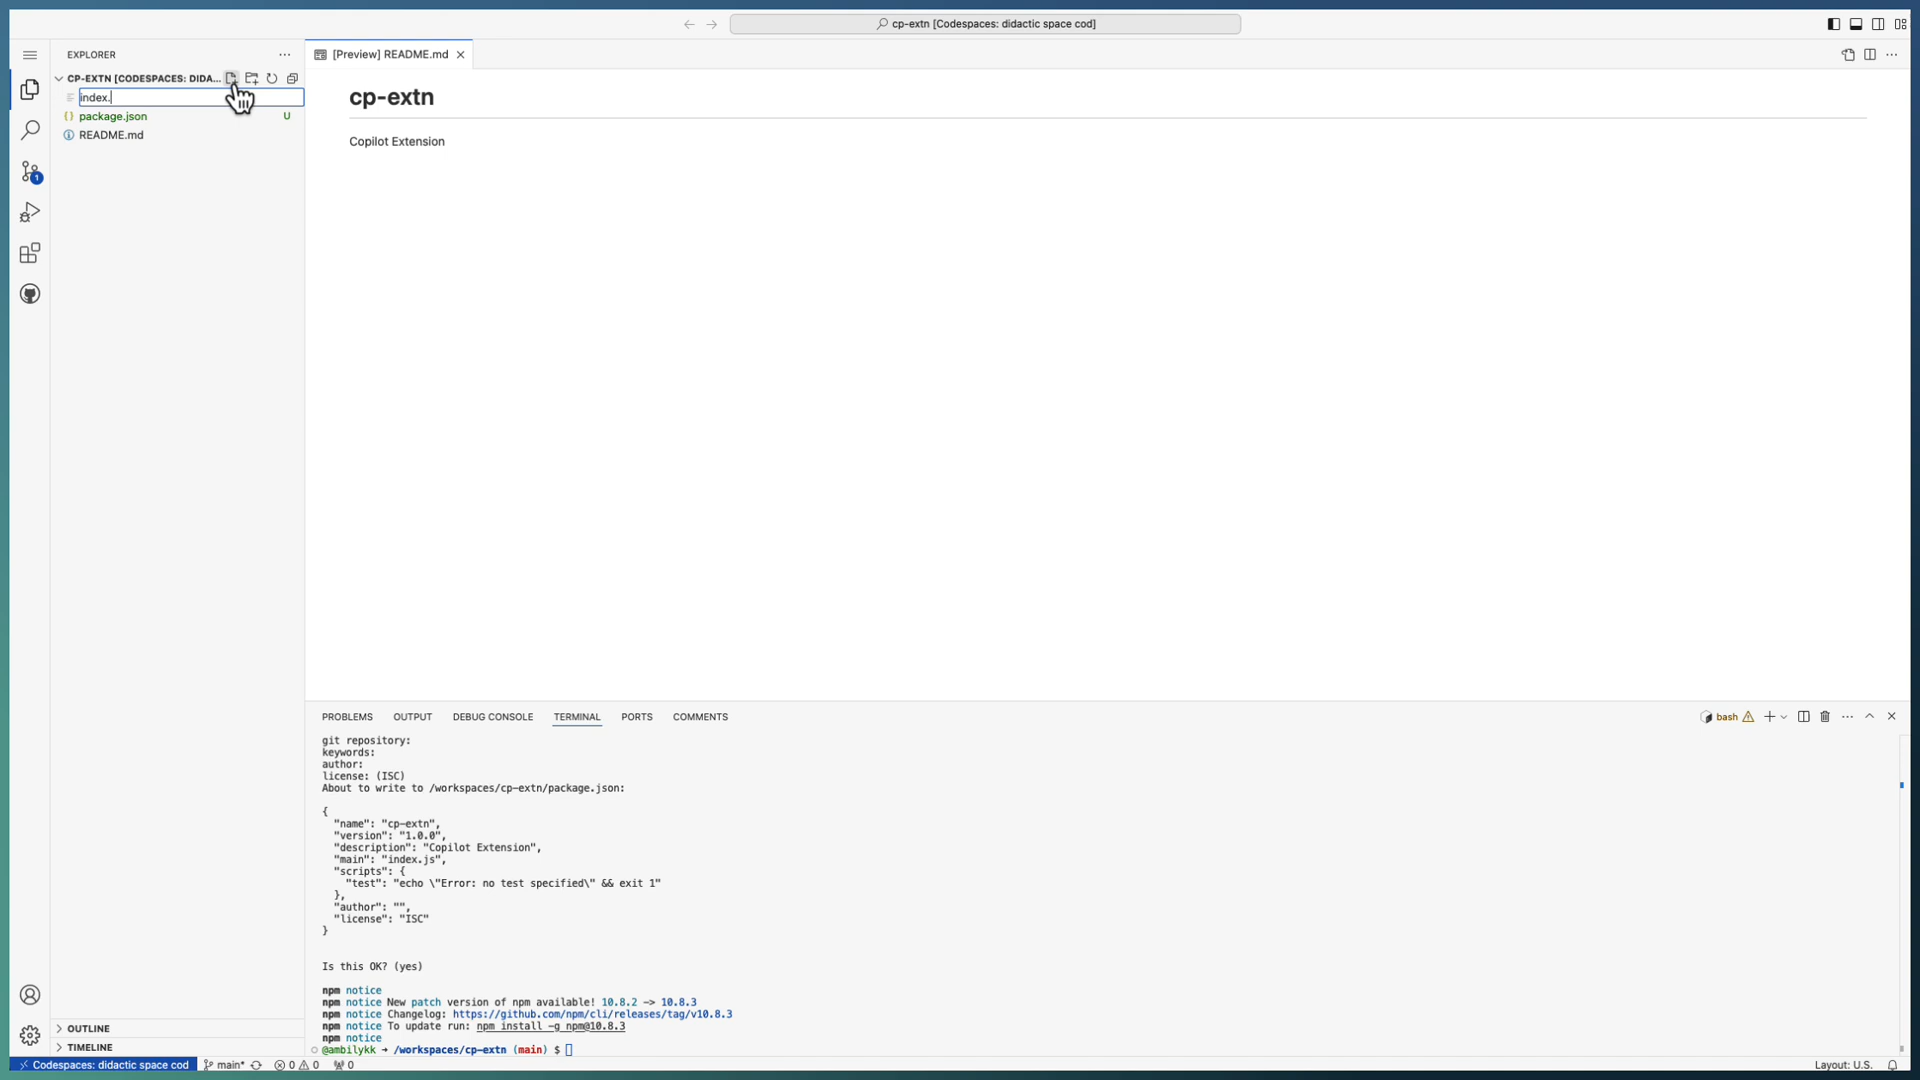 cp-extn [Codespaces: didactic space cod]
EXPLORER
[Preview] README.md
CP-EXTN [CODESPACES: DIDA...
index.
package.json U
README.md
cp-extn
Copilot Extension
1
PROBLEMS OUTPUT DEBUG CONSOLE TERMINAL PORTS COMMENTS
bash
git repository:
keywords:
author:
license: (ISC)
About to write to /workspaces/cp-extn/package.json:
{
"name": "cp-extn",
"version": "1.0.0",
"description": "Copilot Extension",
"main": "index.js",
"scripts": {
"test": "echo \"Error: no test specified\" && exit 1"
},
"author": "",
"license": "ISC"
}
Is this OK? (yes)
npm notice
npm notice New patch version of npm available! 10.8.2 -> 10.8.3
npm notice Changelog: https://github.com/npm/cli/releases/tag/v10.8.3
npm notice To update run: npm install -g npm@10.8.3
npm notice
@ambilykk → /workspaces/cp-extn (main) $
OUTLINE
TIMELINE
Codespaces: didactic space cod main* 0 0 0 Layout: U.S.